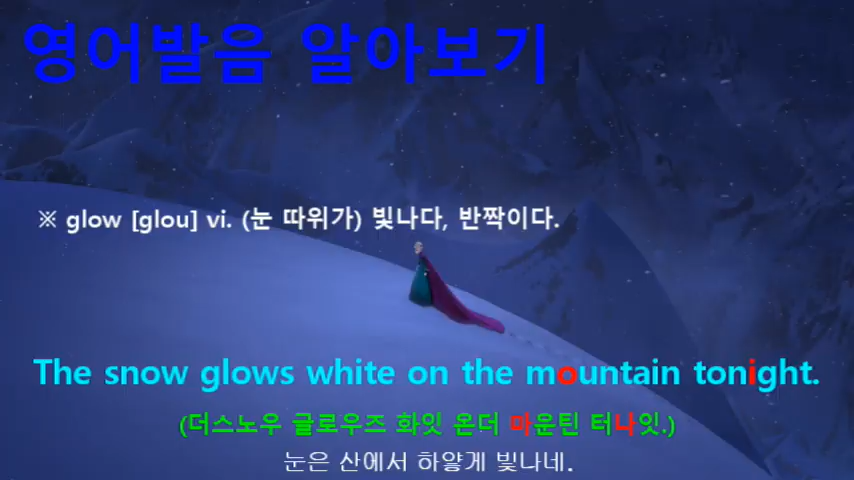 영어발음 알아보기
※ glow [glou] vi. (눈 따위가) 빛나다, 반짝이다.
The snow glows white on the mountain tonight.
(더스노우 글로우즈 화잇 온더 마운틴 터나잇.)
눈은 산에서 하얗게 빛나네.